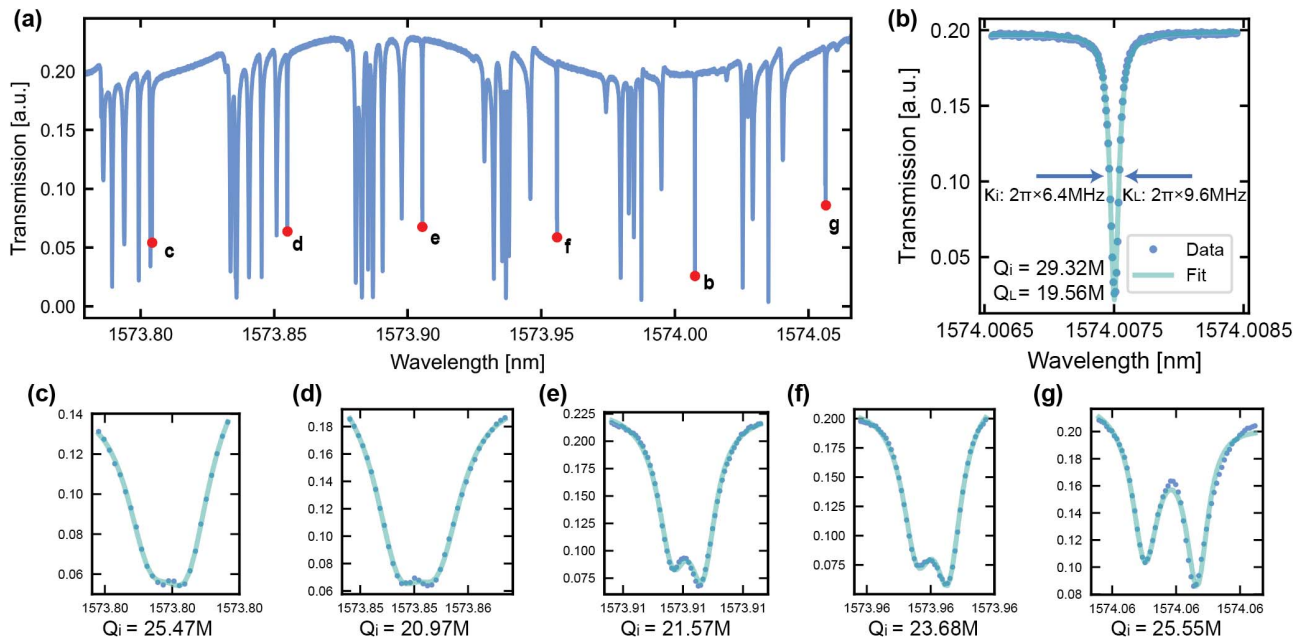 (a)
Transmission [a.u.]
0.20
0.15
0.10
0.05
0.00
c
d
e
f
b
g
1573.80
1573.85
1573.90
1573.95
1574.00
1574.05
Wavelength [nm]
(b)
Transmission [a.u.]
0.20
0.15
0.10
0.05
Kᵢ: 2π×6.4MHz
K_L: 2π×9.6MHz
Qᵢ = 29.32M
Q_L = 19.56M
Data
Fit
1574.0065
1574.0075
1574.0085
Wavelength [nm]
(c)
0.14
0.12
0.10
0.08
0.06
1573.80
1573.80
1573.80
Qᵢ = 25.47M
(d)
0.18
0.16
0.14
0.12
0.10
0.08
0.06
1573.85
1573.85
1573.86
Qᵢ = 20.97M
(e)
0.225
0.200
0.175
0.150
0.125
0.100
0.075
1573.91
1573.91
1573.91
Qᵢ = 21.57M
(f)
0.200
0.175
0.150
0.125
0.100
0.075
1573.96
1573.96
1573.96
Qᵢ = 23.68M
(g)
0.20
0.18
0.16
0.14
0.12
0.10
0.08
1574.06
1574.06
1574.06
Qᵢ = 25.55M